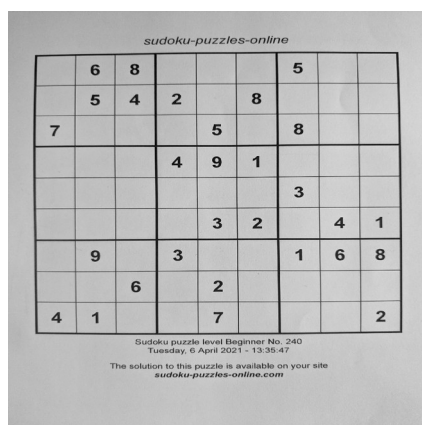 sudoku-puzzles-online
6 8 5
5 4 2 8
7 5 8
4 9 1
3
3 2 4 1
9 3 1 6 8
6 2
4 1 7 2
Sudoku puzzle level Beginner No. 240
Tuesday, 6 April 2021 - 13:35:47
The solution to this puzzle is available on your site
sudoku-puzzles-online.com